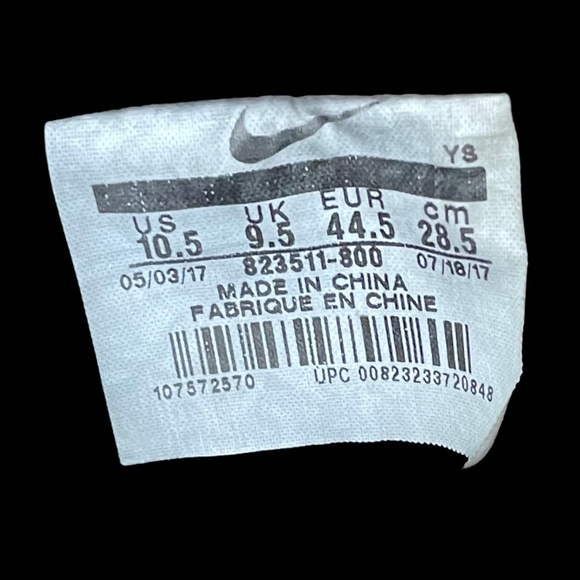 YS
US UK EUR cm
10.5 9.5 44.5 28.5
05/03/17 823511-800 07/18/17
MADE IN CHINA
FABRIQUE EN CHINE
107572570 UPC 00823233720848